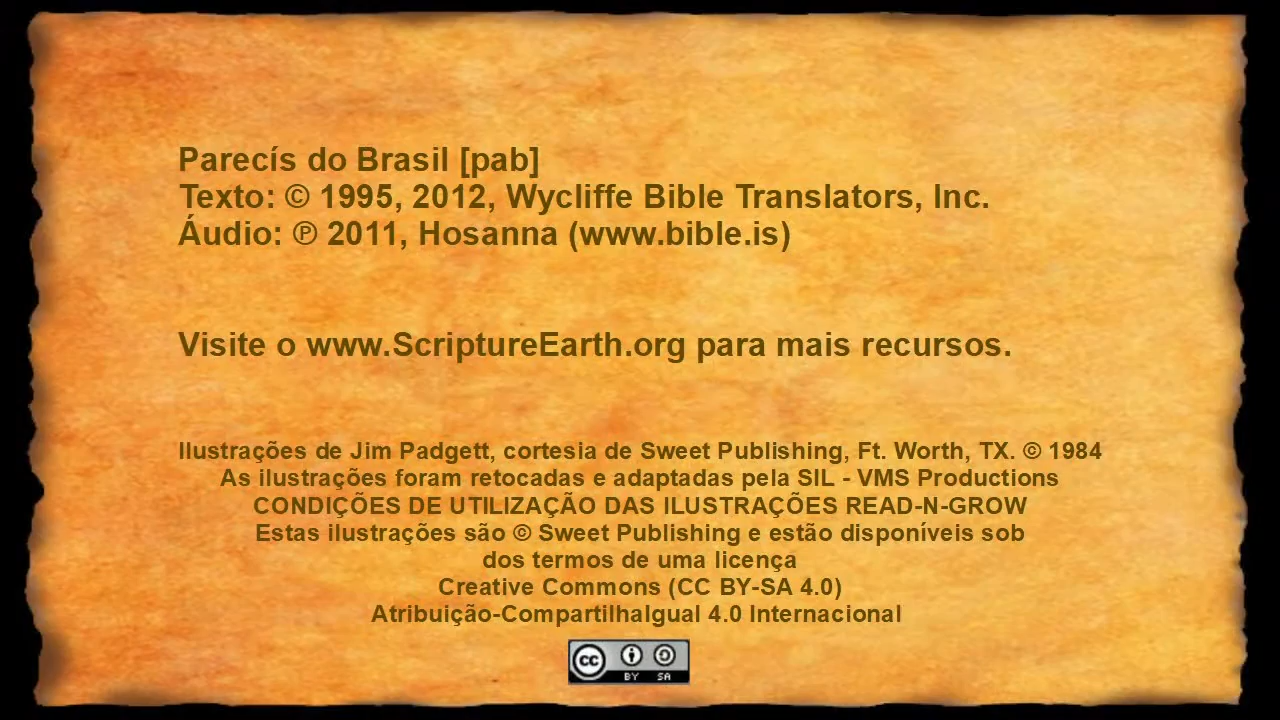 Parecís do Brasil [pab]
Texto: © 1995, 2012, Wycliffe Bible Translators, Inc.
Áudio: ℗ 2011, Hosanna (www.bible.is)
Visite o www.ScriptureEarth.org para mais recursos.
Ilustrações de Jim Padgett, cortesia de Sweet Publishing, Ft. Worth, TX. © 1984
As ilustrações foram retocadas e adaptadas pela SIL - VMS Productions
CONDIÇÕES DE UTILIZAÇÃO DAS ILUSTRAÇÕES READ-N-GROW
Estas ilustrações são © Sweet Publishing e estão disponíveis sob
dos termos de uma licença
Creative Commons (CC BY-SA 4.0)
Atribuição-CompartilhaIgual 4.0 Internacional
cc BY SA